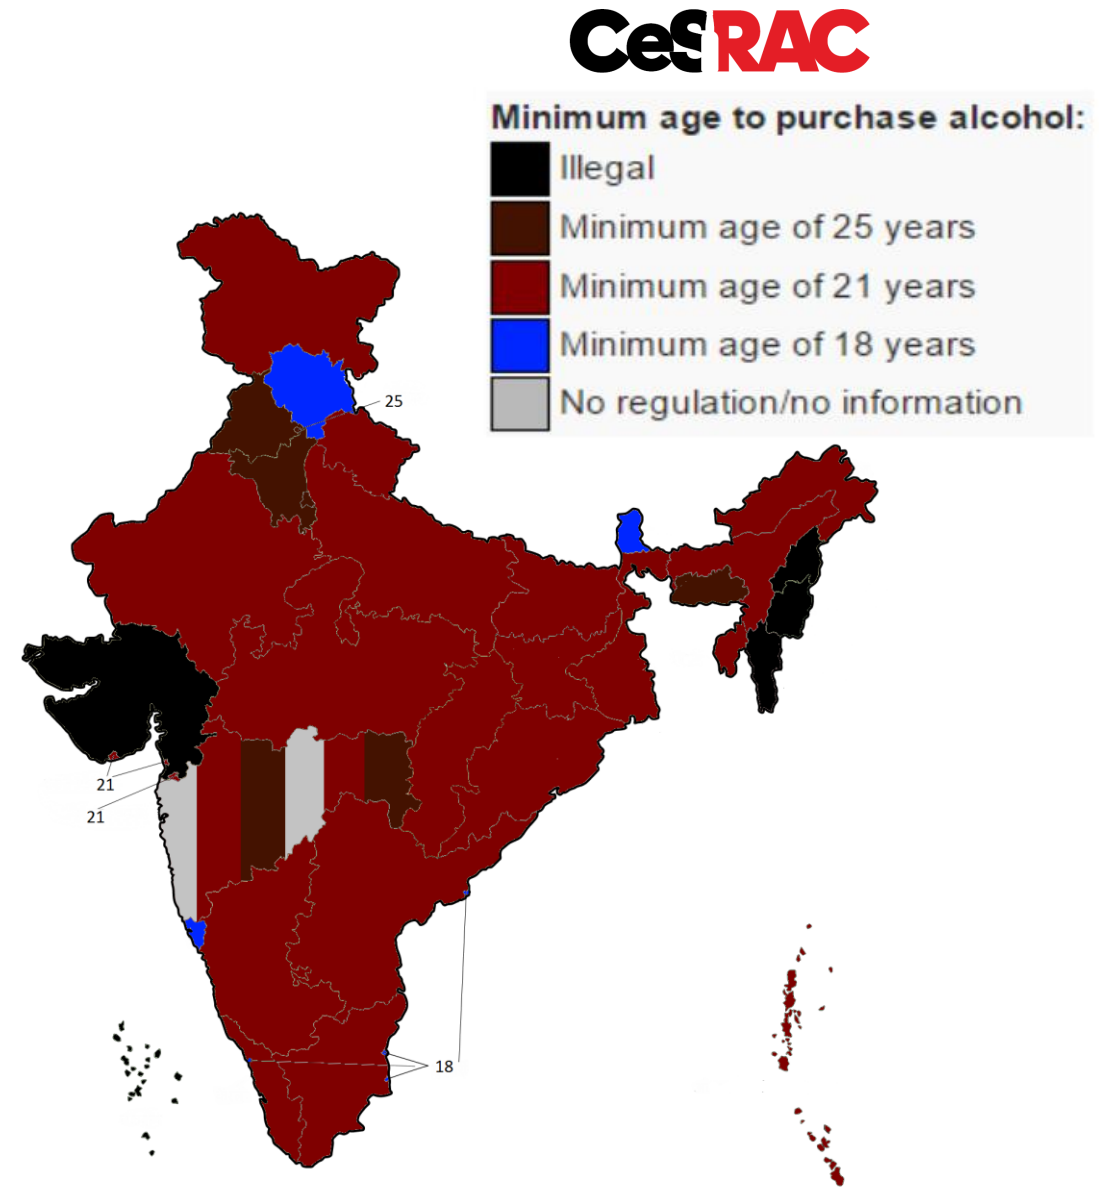 CeSRAC
Minimum age to purchase alcohol:
Illegal
Minimum age of 25 years
Minimum age of 21 years
Minimum age of 18 years
No regulation/no information
25
21
21
18